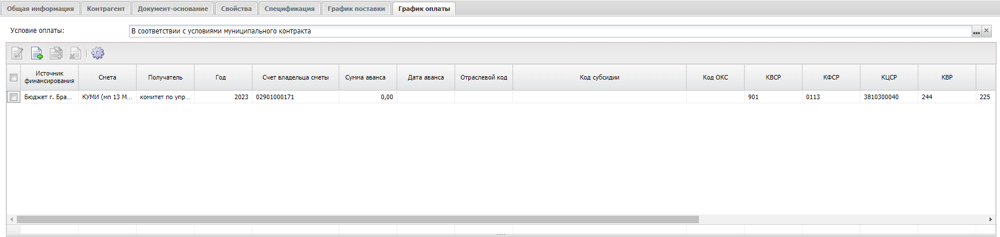 Общая информация Контрагент Документ-основание Свойства Спецификация График поставки График оплаты
Условие оплаты: В соответствии с условиями муниципального контракта
Источник финансирования Смета Получатель Год Счет владельца сметы Сумма аванса Дата аванса Отраслевой код Код субсидии Код ОКС КВСР КФСР КЦСР КВР
Бюджет г. Бра... КУМИ (мп 13 М... комитет по упр... 2023 02901000171 0,00 901 0113 3810300040 244 225